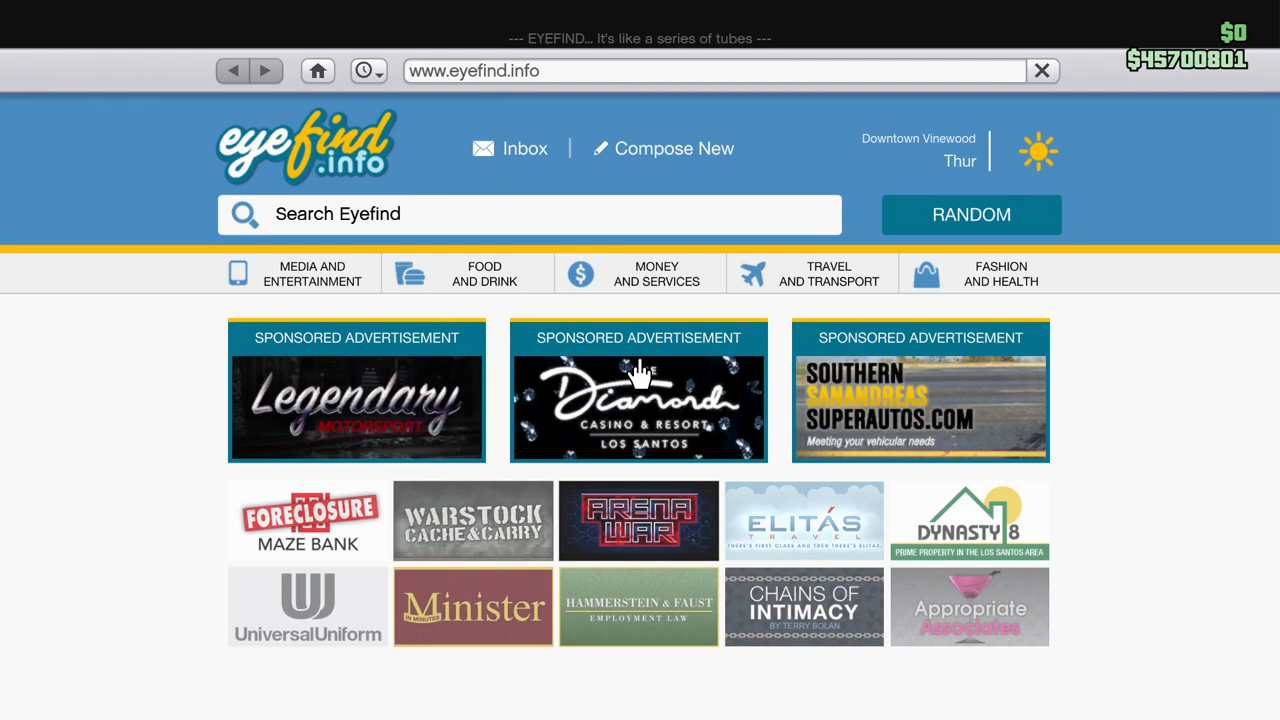 --- EYEFIND... It's like a series of tubes ---
$0
$45700801
www.eyefind.info
eyefind
.info
Inbox
Compose New
Downtown Vinewood
Thur
Search Eyefind
RANDOM
MEDIA AND
ENTERTAINMENT
FOOD
AND DRINK
MONEY
AND SERVICES
TRAVEL
AND TRANSPORT
FASHION
AND HEALTH
SPONSORED ADVERTISEMENT
Legendary
MOTORSPORT
SPONSORED ADVERTISEMENT
Diamond
CASINO & RESORT
LOS SANTOS
SPONSORED ADVERTISEMENT
SOUTHERN
SANANDREAS
SUPERAUTOS.COM
Meeting your vehicular needs
FORECLOSURE
MAZE BANK
WARSTOCK
CACHE&CARRY
ARENA
WAR
ELITÁS
TRAVEL
THERE'S FIRST CLASS AND THEN THERE'S ELITAS
DYNASTY 8
PRIME PROPERTY IN THE LOS SANTOS AREA
UniversalUniform
Minister
IN MINUTES
HAMMERSTEIN & FAUST
EMPLOYMENT LAW
CHAINS OF
INTIMACY
BY TERRY BOLAN
Appropriate
Associates